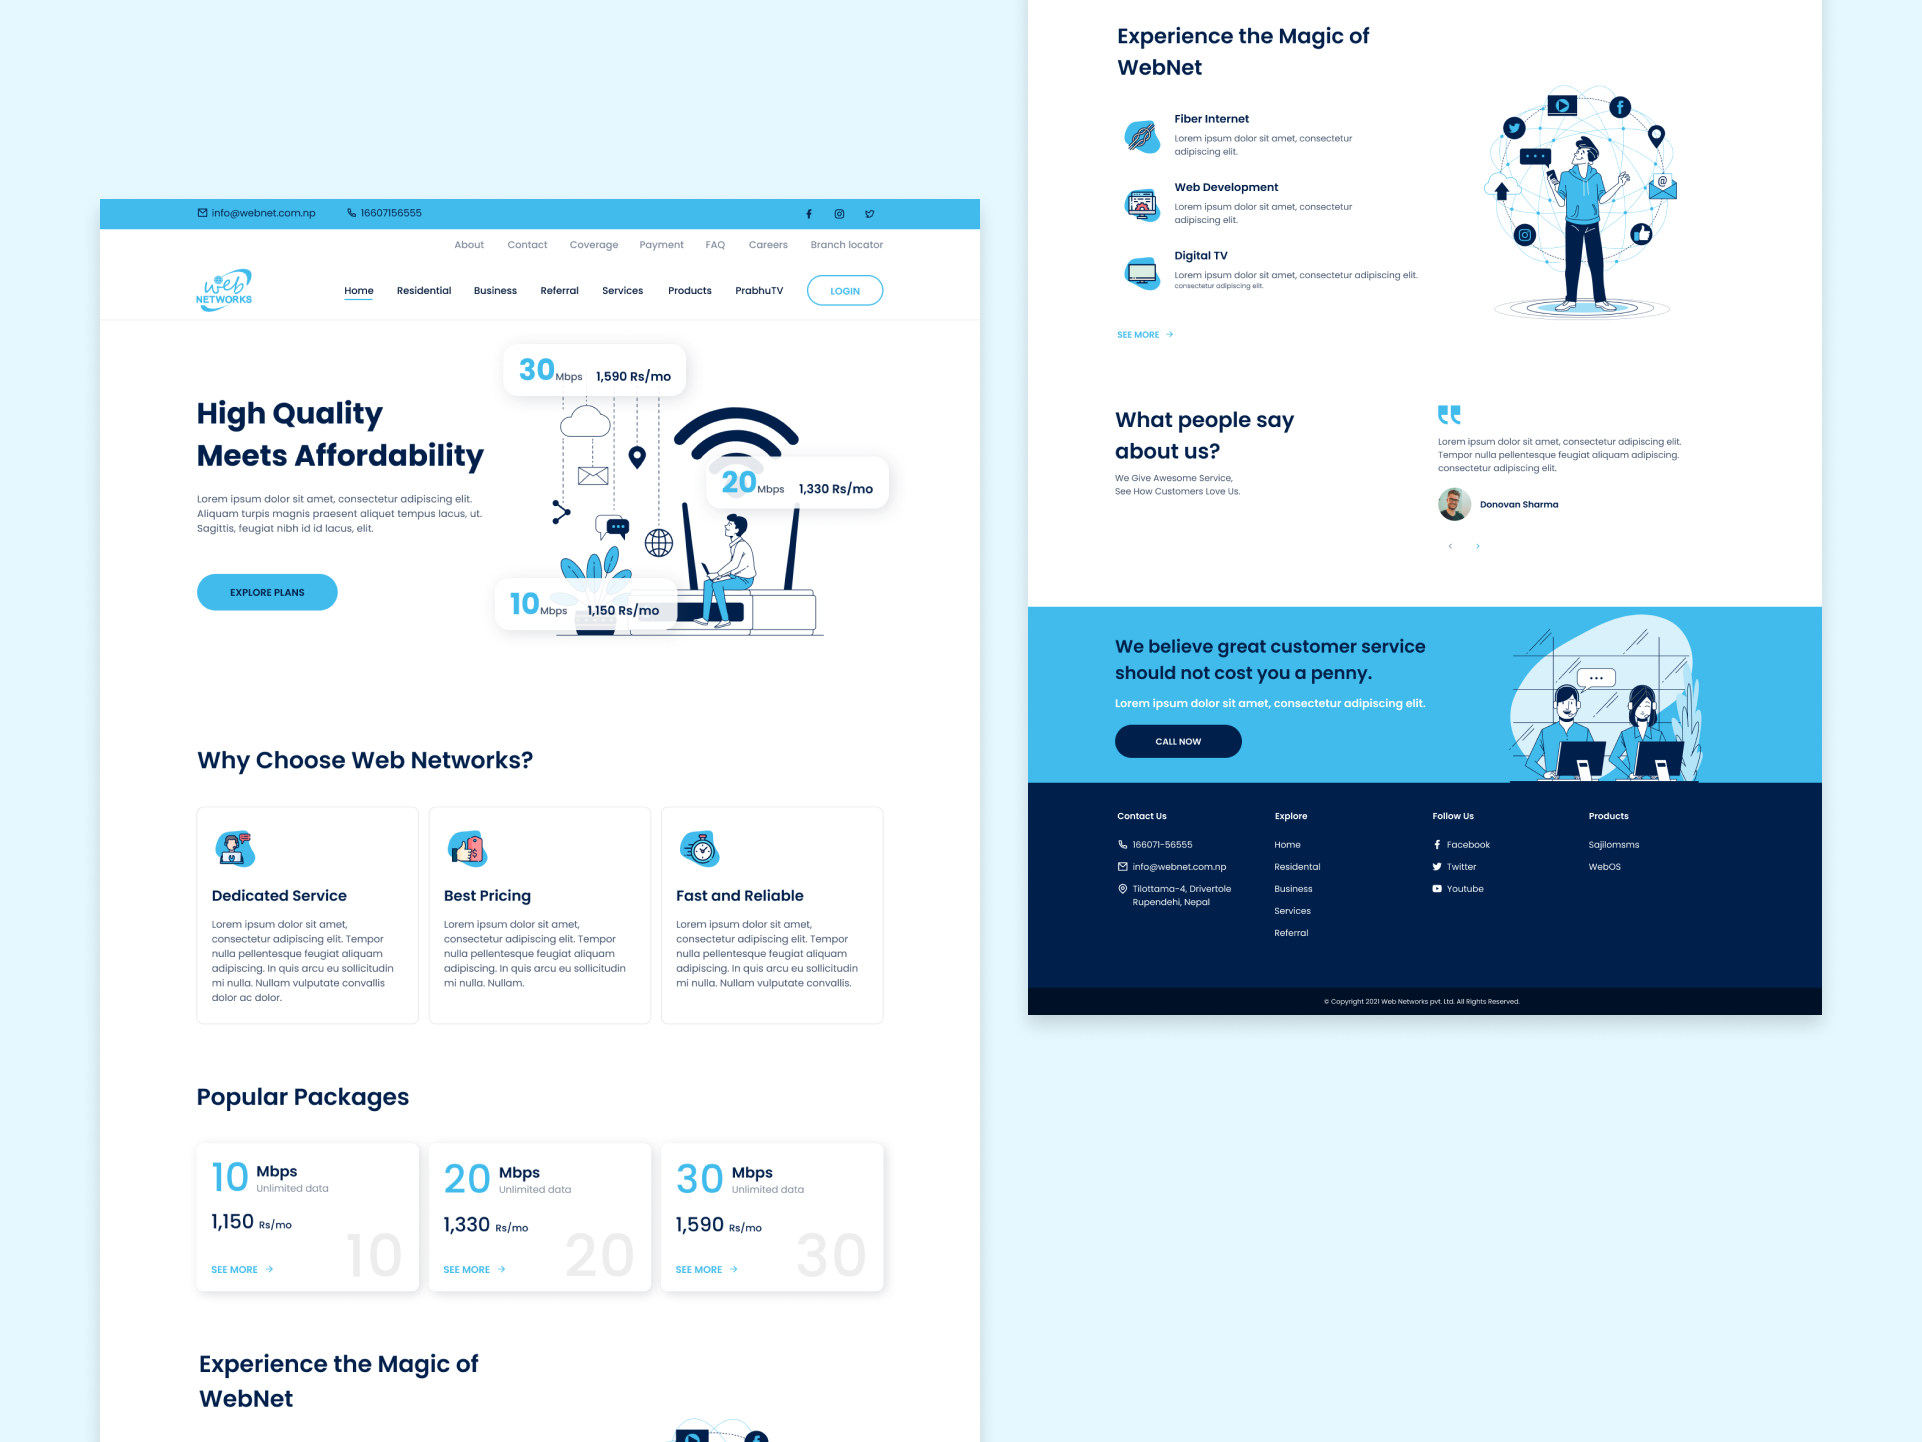 info@webnet.com.np 16607156555
About Contact Coverage Payment FAQ Careers Branch locator
web
NETWORKS
Home Residential Business Referral Services Products PrabhuTV LOGIN
30 Mbps 1,590 Rs/mo
High Quality
Meets Affordability
20 Mbps 1,330 Rs/mo
Lorem ipsum dolor sit amet, consectetur adipiscing elit.
Aliquam turpis magnis praesent aliquet tempus lacus, ut.
Sagittis, feugiat nibh id id lacus, elit.
EXPLORE PLANS
10 Mbps 1,150 Rs/mo
Why Choose Web Networks?
Dedicated Service
Lorem ipsum dolor sit amet,
consectetur adipiscing elit. Tempor
nulla pellentesque feugiat aliquam
adipiscing. In quis arcu eu sollicitudin
mi nulla. Nullam vulputate convallis
dolor ac dolor.
Best Pricing
Lorem ipsum dolor sit amet,
consectetur adipiscing elit. Tempor
nulla pellentesque feugiat aliquam
adipiscing. In quis arcu eu sollicitudin
mi nulla. Nullam.
Fast and Reliable
Lorem ipsum dolor sit amet,
consectetur adipiscing elit. Tempor
nulla pellentesque feugiat aliquam
adipiscing. In quis arcu eu sollicitudin
mi nulla. Nullam vulputate convallis.
Popular Packages
10 Mbps
Unlimited data
1,150 Rs/mo
10
SEE MORE
20 Mbps
Unlimited data
1,330 Rs/mo
20
SEE MORE
30 Mbps
Unlimited data
1,590 Rs/mo
30
SEE MORE
Experience the Magic of
WebNet
Experience the Magic of
WebNet
Fiber Internet
Lorem ipsum dolor sit amet, consectetur
adipiscing elit.
Web Development
Lorem ipsum dolor sit amet, consectetur
adipiscing elit.
Digital TV
Lorem ipsum dolor sit amet, consectetur adipiscing elit.
consectetur adipiscing elit.
SEE MORE
@
What people say
about us?
We Give Awesome Service,
See How Customers Love Us.
Lorem ipsum dolor sit amet, consectetur adipiscing elit.
Tempor nulla pellentesque feugiat aliquam adipiscing.
consectetur adipiscing elit.
Donovan Sharma
We believe great customer service
should not cost you a penny.
Lorem ipsum dolor sit amet, consectetur adipiscing elit.
CALL NOW
Contact Us
166071-56555
info@webnet.com.np
Tilottama-4, Drivertole
Rupendehi, Nepal
Explore
Home
Residental
Business
Services
Referral
Follow Us
Facebook
Twitter
Youtube
Products
Sajilomsms
WebOS
© Copyright 2021 Web Networks pvt. Ltd. All Rights Reserved.